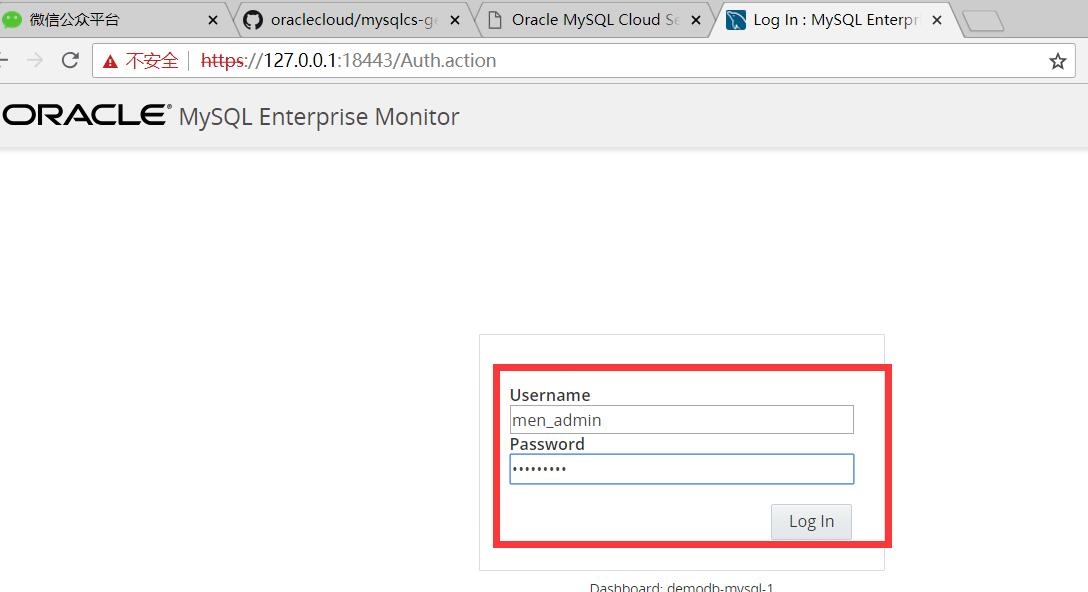 微信公众平台
oraclecloud/mysqlcs-ge
Oracle MySQL Cloud Se
Log In : MySQL Enterpr
不安全 https://127.0.0.1:18443/Auth.action
ORACLE® MySQL Enterprise Monitor
Username
men_admin
Password
•••••••••
Log In
Dashboard: demodb-mysql-1